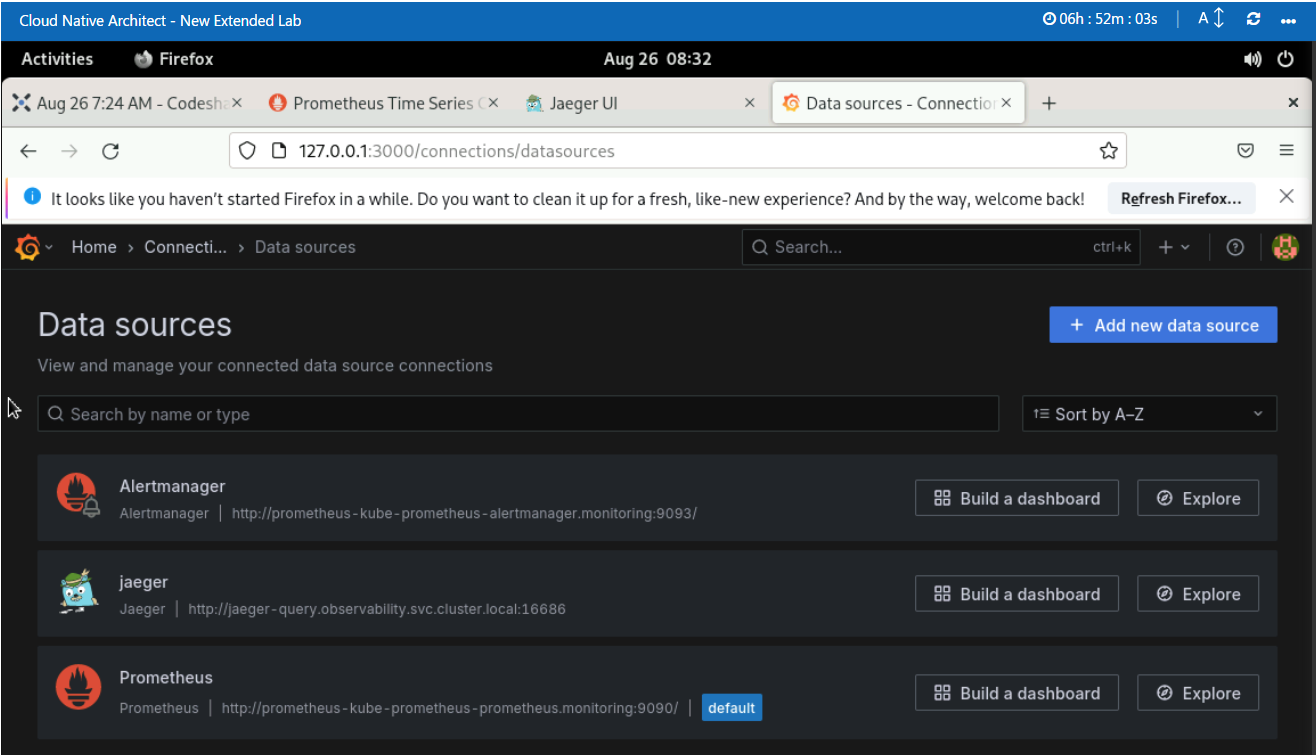 Cloud Native Architect - New Extended Lab 06h : 52m : 03s A
Activities Firefox Aug 26 08:32
Aug 26 7:24 AM - Codesha Prometheus Time Series C Jaeger UI Data sources - Connection
127.0.0.1:3000/connections/datasources
It looks like you haven’t started Firefox in a while. Do you want to clean it up for a fresh, like-new experience? And by the way, welcome back! Refresh Firefox...
Home › Connecti... › Data sources Search... ctrl+k
Data sources + Add new data source
View and manage your connected data source connections
Search by name or type Sort by A–Z
Alertmanager
Alertmanager | http://prometheus-kube-prometheus-alertmanager.monitoring:9093/ Build a dashboard Explore
jaeger
Jaeger | http://jaeger-query.observability.svc.cluster.local:16686 Build a dashboard Explore
Prometheus
Prometheus | http://prometheus-kube-prometheus-prometheus.monitoring:9090/ | default Build a dashboard Explore